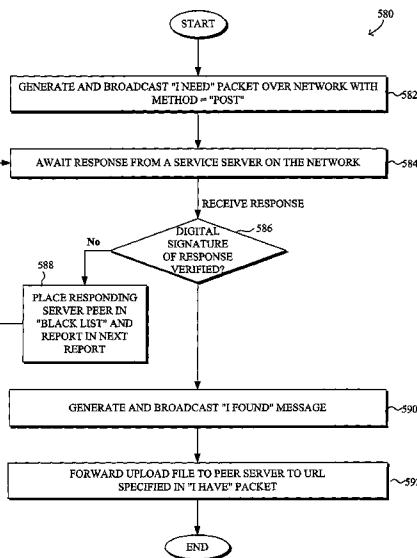 START
580
GENERATE AND BROADCAST "I NEED" PACKET OVER NETWORK WITH
METHOD = "POST"
582
AWAIT RESPONSE FROM A SERVICE SERVER ON THE NETWORK
584
RECEIVE RESPONSE
586
DIGITAL
SIGNATURE
OF RESPONSE
VERIFIED?
No
588
PLACE RESPONDING
SERVER PEER IN
"BLACK LIST" AND
REPORT IN NEXT
REPORT
GENERATE AND BROADCAST "I FOUND" MESSAGE
590
FORWARD UPLOAD FILE TO PEER SERVER TO URL
SPECIFIED IN "I HAVE" PACKET
END